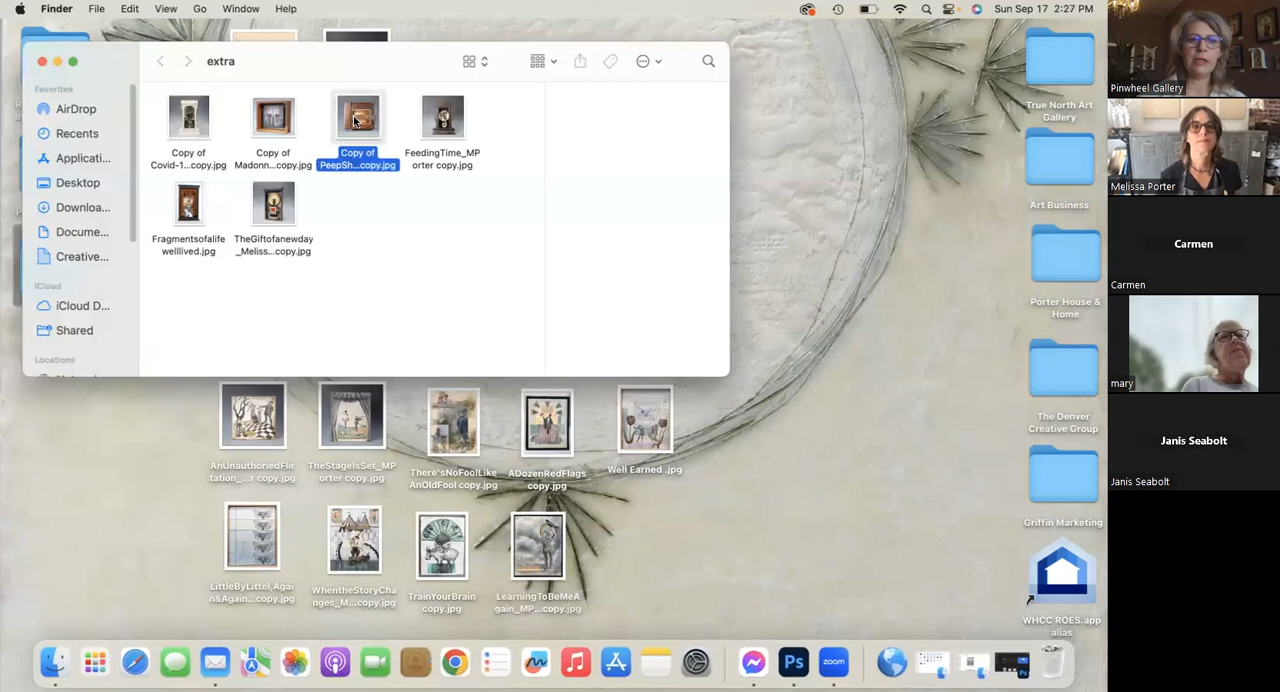 Finder File Edit View Go Window Help
Sun Sep 17 2:27 PM
extra
Favorites
AirDrop
Recents
Applicati...
Desktop
Downloa...
Docume...
Creative...
iCloud
iCloud D...
Shared
Locations
Copy of
Covid-1...copy.jpg
Copy of
Madonn...copy.jpg
Copy of
PeepSh...copy.jpg
FeedingTime_MP
orter copy.jpg
Fragmentsofalife
welllived.jpg
TheGiftofanewday
_Meliss...copy.jpg
AnUnauthoriedFlir
tation_...r copy.jpg
TheStageIsSet_MP
orter copy.jpg
There'sNoFoolLike
AnOldFool copy.jpg
ADozenRedFlags
copy.jpg
Well Earned .jpg
LittleByLittel,Again
&Again...copy.jpg
WhentheStoryCha
nges_M...copy.jpg
TrainYourBrain
copy.jpg
LearningToBeMeA
gain_MP...copy.jpg
True North Art
Gallery
Art Business
Porter House &
Home
The Denver
Creative Group
Griffin Marketing
WHCC ROES.app
alias
Ps
zoom
Pinwheel Gallery
Melissa Porter
Carmen
Carmen
mary
Janis Seabolt
Janis Seabolt